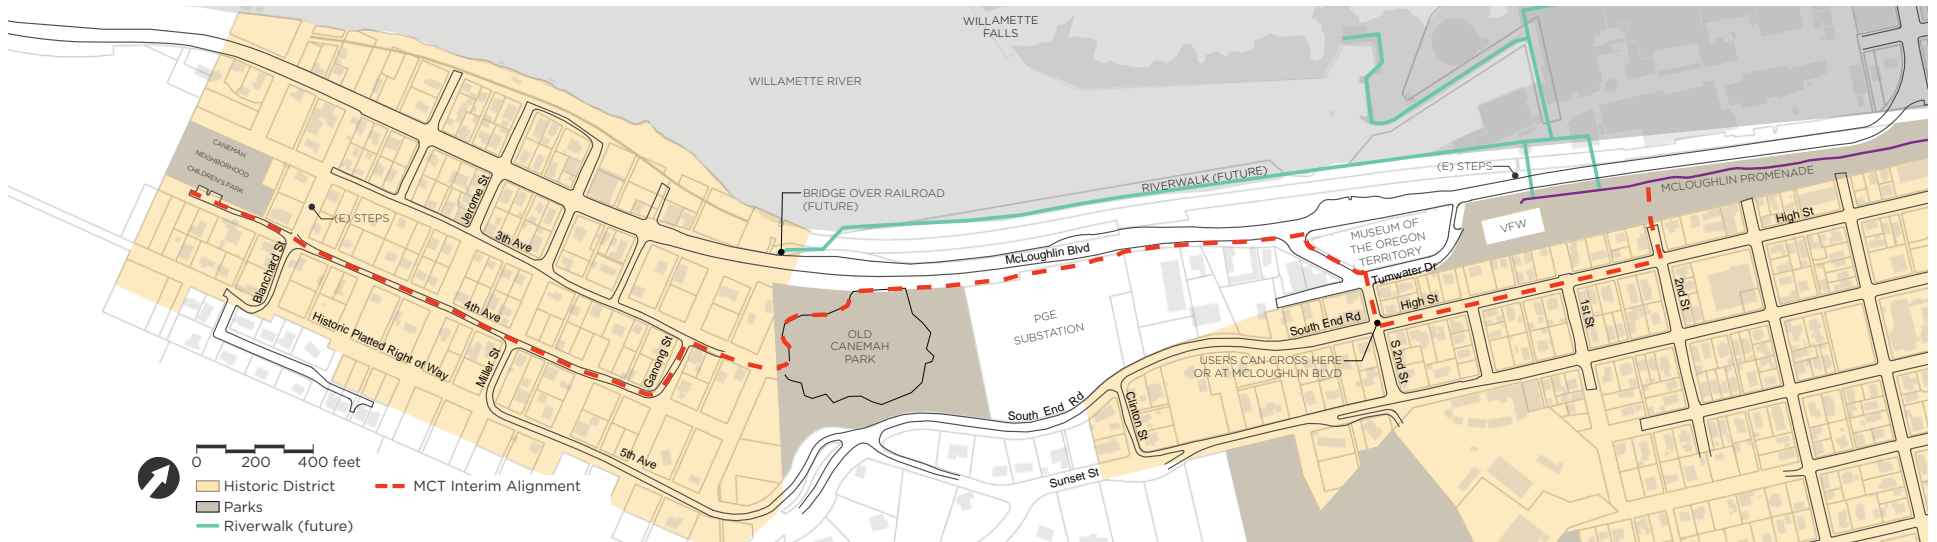 WILLAMETTE
FALLS
WILLAMETTE RIVER
CANEMAH
NEIGHBORHOOD
CHILDREN'S PARK
(E) STEPS
Jerome St
3rd Ave
Blanchard St
4th Ave
Historic Platted Right of Way
Miller St
Ganong St
5th Ave
BRIDGE OVER RAILROAD
(FUTURE)
RIVERWALK (FUTURE)
(E) STEPS
MCLOUGHLIN PROMENADE
McLoughlin Blvd
MUSEUM OF
THE OREGON
TERRITORY
VFW
High St
Tumwater Dr
High St
South End Rd
1st St
2nd St
S 2nd St
OLD
CANEMAH
PARK
PGE
SUBSTATION
USERS CAN CROSS HERE
OR AT MCLOUGHLIN BLVD
South End Rd
Clinton St
Sunset St
0 200 400 feet
Historic District
MCT Interim Alignment
Parks
Riverwalk (future)